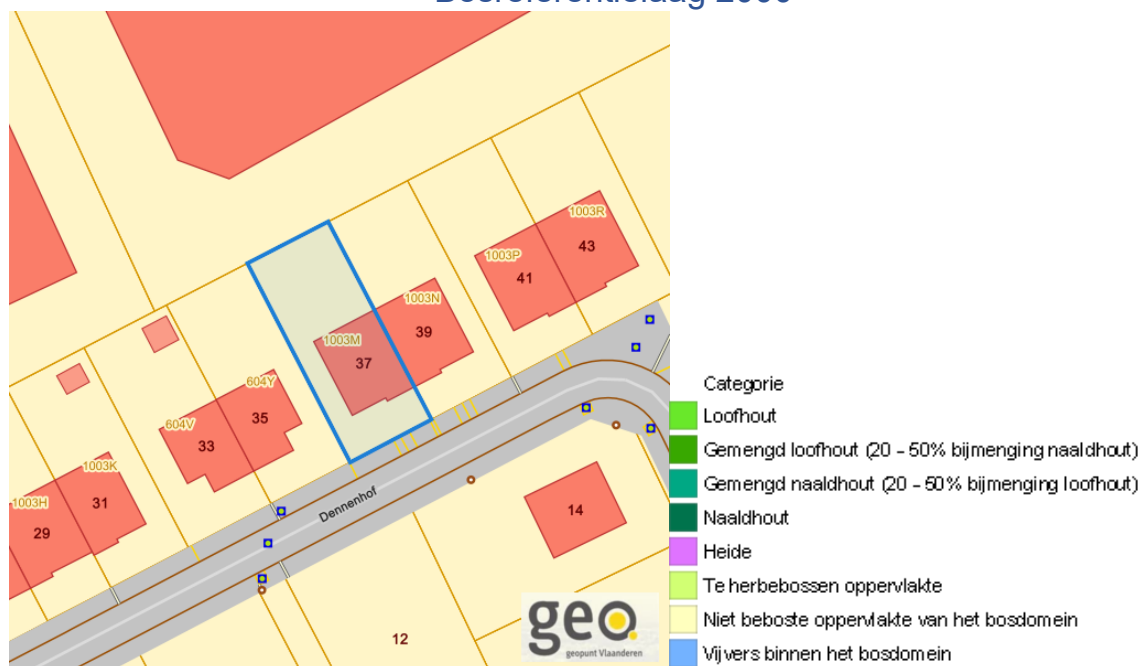 Bosreferentielaag 2000
1003R
43
1003P
41
1003N
39
1003M
37
604Y
35
604V
33
1003K
31
1003H
29
Dennenhof
14
12
geo
geopunt Vlaanderen
Categorie
Loofhout
Gemengd loofhout (20 - 50% bijmenging naaldhout)
Gemengd naaldhout (20 - 50% bijmenging loofhout)
Naaldhout
Heide
Te herbebossen oppervlakte
Niet beboste oppervlakte van het bosdomein
Vijvers binnen het bosdomein